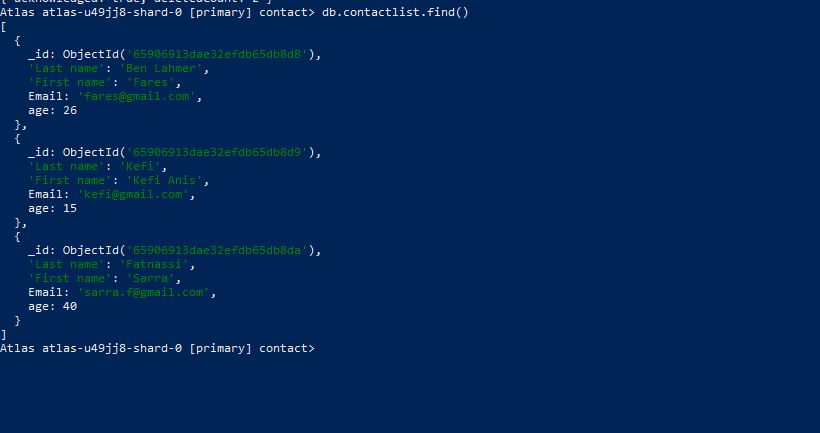 { acknowledged: true, deletedCount: 2 }
Atlas atlas-u49jj8-shard-0 [primary] contact> db.contactlist.find()
[
  {
    _id: ObjectId('65906913dae32efdb65db8d8'),
    'Last name': 'Ben Lahmer',
    'First name': 'Fares',
    Email: 'fares@gmail.com',
    age: 26
  },
  {
    _id: ObjectId('65906913dae32efdb65db8d9'),
    'Last name': 'Kefi',
    'First name': 'Kefi Anis',
    Email: 'kefi@gmail.com',
    age: 15
  },
  {
    _id: ObjectId('65906913dae32efdb65db8da'),
    'Last name': 'Fatnassi',
    'First name': 'Sarra',
    Email: 'sarra.f@gmail.com',
    age: 40
  }
]
Atlas atlas-u49jj8-shard-0 [primary] contact>